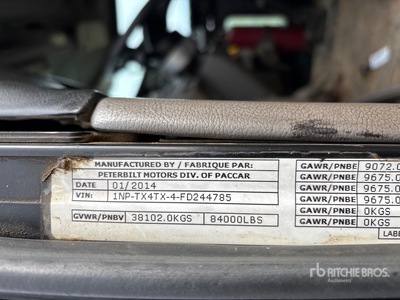 MANUFACTURED BY / FABRIQUE PAR:
PETERBILT MOTORS DIV. OF PACCAR
DATE 01/2014
VIN: 1NP-TX4TX-4-FD244785
GVWR/PNBV 38102.0KGS 84000LBS
GAWR/PNBE 9072.0
GAWR/PNBE 9675.0
GAWR/PNBE 9675.0
GAWR/PNBE 9675.0
GAWR/PNBE 0KGS
GAWR/PNBE 0KGS
LABE
rb RITCHIE BROS.